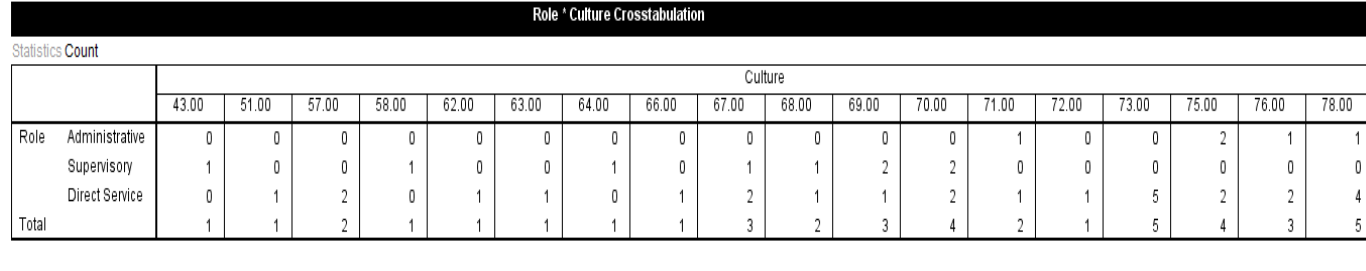 Role * Culture Crosstabulation
Statistics Count
Culture
43.00 51.00 57.00 58.00 62.00 63.00 64.00 66.00 67.00 68.00 69.00 70.00 71.00 72.00 73.00 75.00 76.00 78.00
Role Administrative 0 0 0 0 0 0 0 0 0 0 0 0 1 0 0 2 1 1
Supervisory 1 0 0 1 0 0 1 0 1 1 2 2 0 0 0 0 0 0
Direct Service 0 1 2 0 1 1 0 1 2 1 1 2 1 1 5 2 2 4
Total 1 1 2 1 1 1 1 1 3 2 3 4 2 1 5 4 3 5